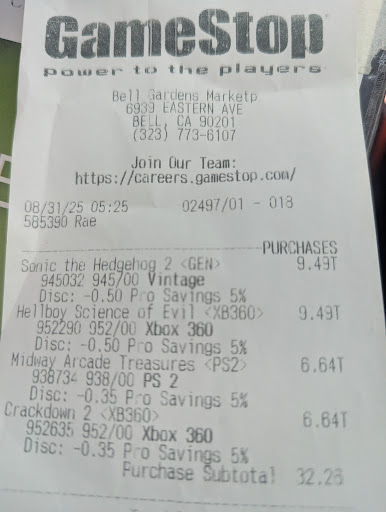 GameStop
power to the players
Bell Gardens Marketp
6939 EASTERN AVE
BELL, CA 90201
(323) 773-6107
Join Our Team:
https://careers.gamestop.com/
08/31/25 05:25 02497/01 - 018
585390 Rae
PURCHASES
Sonic the Hedgehog 2 <GEN> 9.49T
945032 945/00 Vintage
Disc: -0.50 Pro Savings 5%
Hellboy Science of Evil <XB360> 9.49T
952290 952/00 Xbox 360
Disc: -0.50 Pro Savings 5%
Midway Arcade Treasures <PS2> 6.64T
938734 938/00 PS 2
Disc: -0.35 Pro Savings 5%
Crackdown 2 <XB360> 6.64T
952635 952/00 Xbox 360
Disc: -0.35 Pro Savings 5%
Purchase Subtotal 32.26